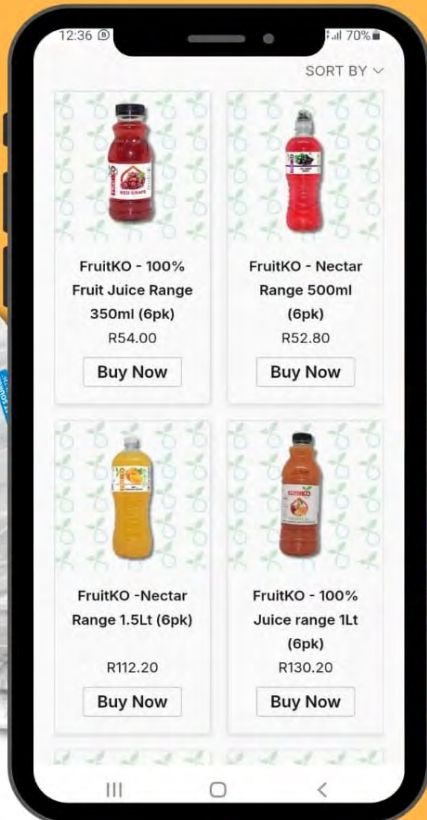 12:36
70%
SORT BY
FruitKO - 100%
Fruit Juice Range
350ml (6pk)
R54.00
Buy Now
FruitKO - Nectar
Range 500ml
(6pk)
R52.80
Buy Now
FruitKO -Nectar
Range 1.5Lt (6pk)
R112.20
Buy Now
FruitKO - 100%
Juice range 1Lt
(6pk)
R130.20
Buy Now